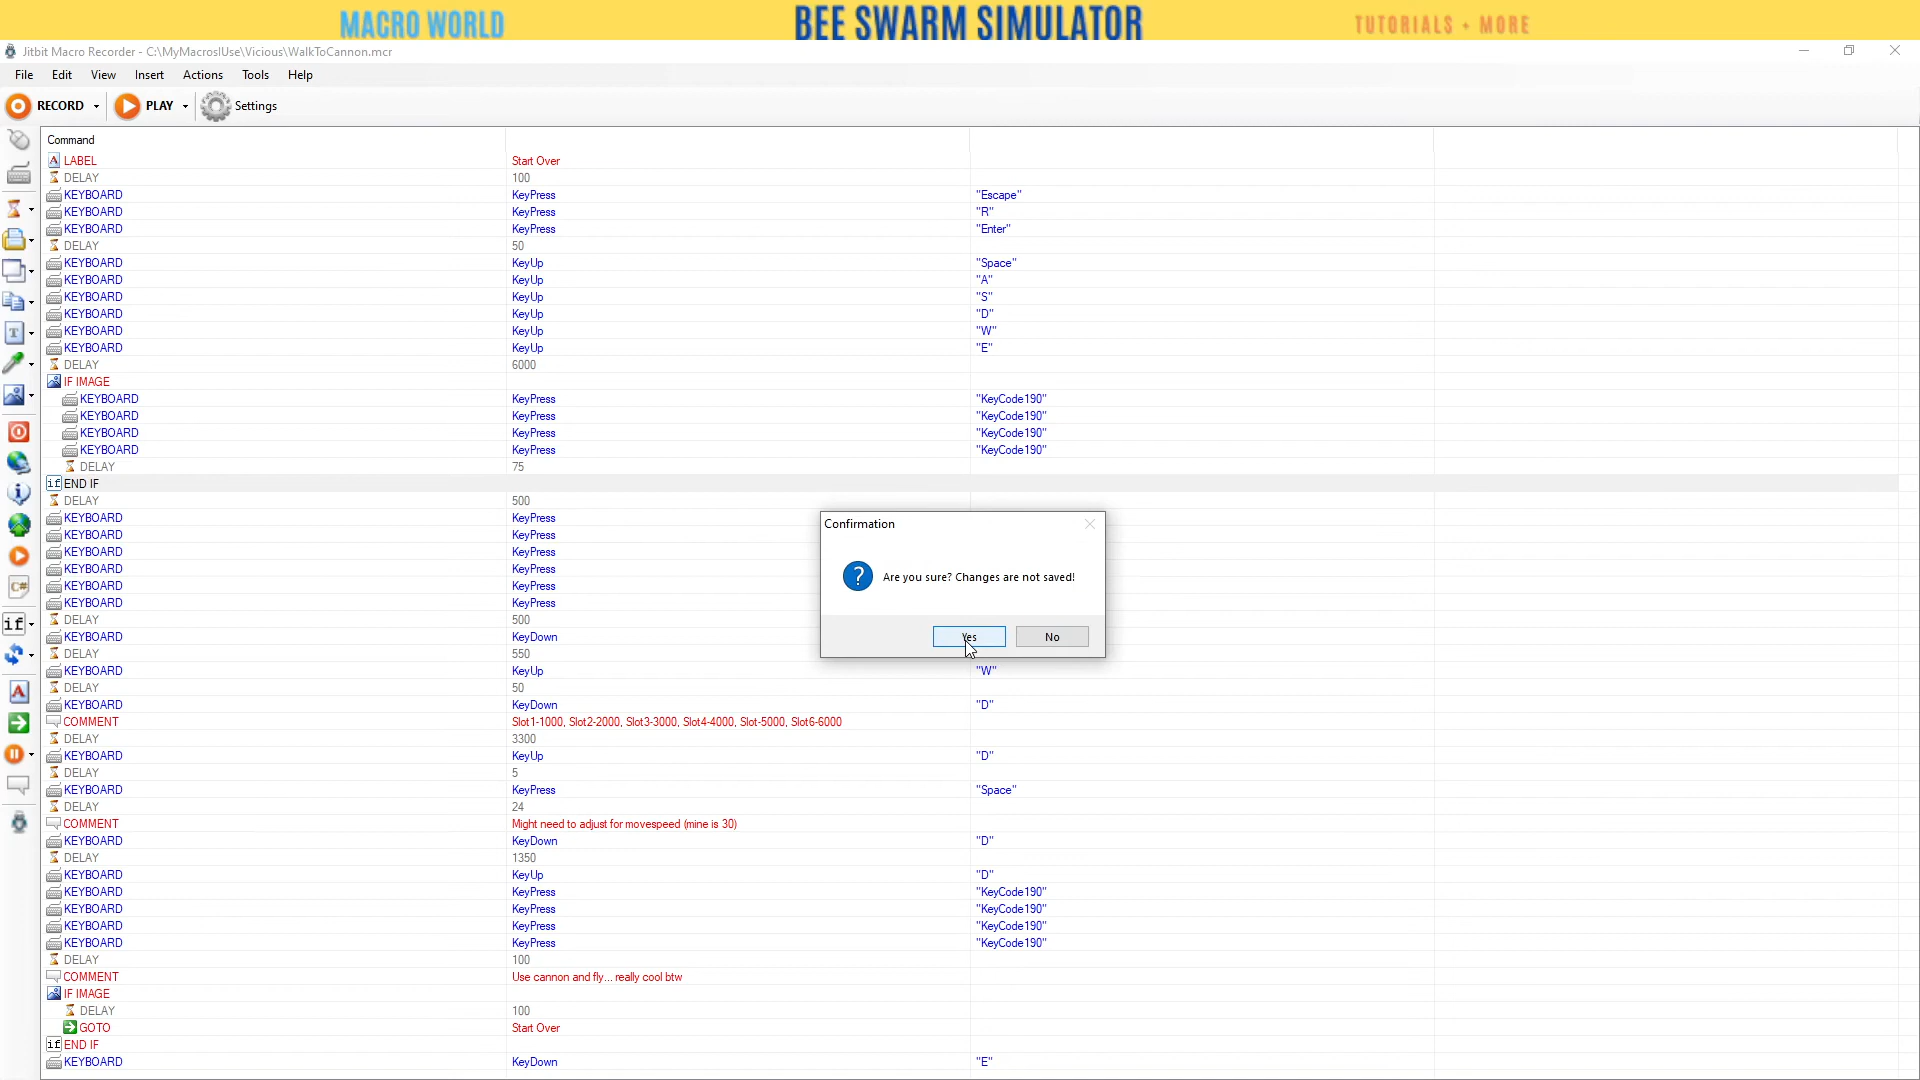 MACRO WORLD BEE SWARM SIMULATOR TUTORIALS + MORE
Jitbit Macro Recorder - C:\MyMacrosIUse\Vicious\WalkToCannon.mcr
File Edit View Insert Actions Tools Help
RECORD PLAY Settings
Command
A LABEL Start Over
DELAY 100
KEYBOARD KeyPress "Escape"
KEYBOARD KeyPress "R"
KEYBOARD KeyPress "Enter"
DELAY 50
KEYBOARD KeyUp "Space"
KEYBOARD KeyUp "A"
KEYBOARD KeyUp "S"
KEYBOARD KeyUp "D"
KEYBOARD KeyUp "W"
KEYBOARD KeyUp "E"
DELAY 6000
IF IMAGE
KEYBOARD KeyPress "KeyCode190"
KEYBOARD KeyPress "KeyCode190"
KEYBOARD KeyPress "KeyCode190"
KEYBOARD KeyPress "KeyCode190"
DELAY 75
if END IF
DELAY 500
KEYBOARD KeyPress
KEYBOARD KeyPress
KEYBOARD KeyPress
KEYBOARD KeyPress
KEYBOARD KeyPress
KEYBOARD KeyPress
DELAY 500
KEYBOARD KeyDown
DELAY 550
KEYBOARD KeyUp "W"
DELAY 50
KEYBOARD KeyDown "D"
COMMENT Slot1-1000, Slot2-2000, Slot3-3000, Slot4-4000, Slot-5000, Slot6-6000
DELAY 3300
KEYBOARD KeyUp "D"
DELAY 5
KEYBOARD KeyPress "Space"
DELAY 24
COMMENT Might need to adjust for movespeed (mine is 30)
KEYBOARD KeyDown "D"
DELAY 1350
KEYBOARD KeyUp "D"
KEYBOARD KeyPress "KeyCode190"
KEYBOARD KeyPress "KeyCode190"
KEYBOARD KeyPress "KeyCode190"
KEYBOARD KeyPress "KeyCode190"
DELAY 100
COMMENT Use cannon and fly... really cool btw
IF IMAGE
DELAY 100
GOTO Start Over
if END IF
KEYBOARD KeyDown "E"
Confirmation
? Are you sure? Changes are not saved!
Yes No
T
C#
if
A